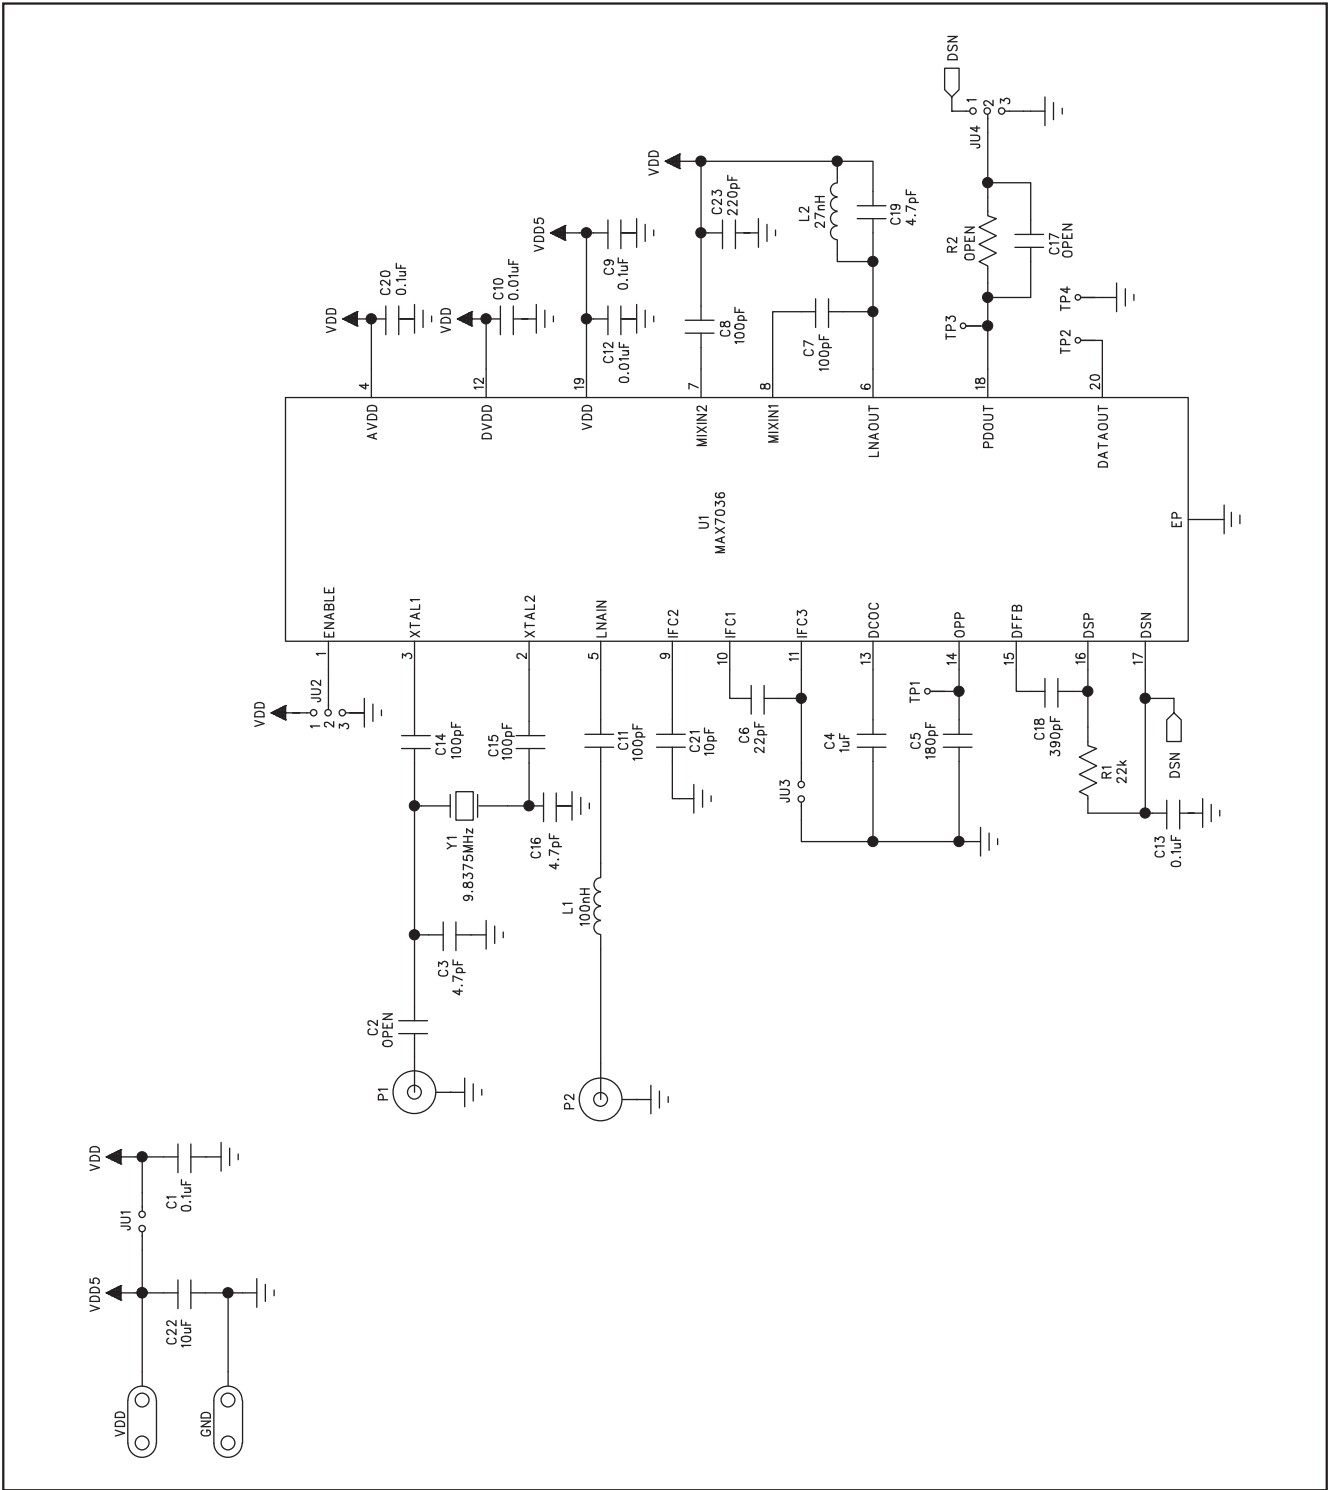 VDD
GND
VDD5
C22
10uF
JU1
VDD
C1
0.1uF
P1
C2
OPEN
C3
4.7pF
Y1
9.8375MHz
C14
100pF
C15
100pF
C16
4.7pF
P2
L1
100nH
C11
100pF
C21
10pF
VDD
JU2
1
2
3
C6
22pF
JU3
C4
1uF
C5
180pF
TP1
C18
390pF
R1
22k
DSN
C13
0.1uF
1
3
2
5
9
10
11
13
14
15
16
17
ENABLE
XTAL1
XTAL2
LNAIN
IFC2
IFC1
IFC3
DCOC
OPP
DFFB
DSP
DSN
U1
MAX7036
EP
AVDD
DVDD
VDD
MIXIN2
MIXIN1
LNAOUT
PDOUT
DATAOUT
4
12
19
7
8
6
18
20
VDD
C20
0.1uF
VDD
C10
0.01uF
VDD5
C12
0.01uF
C9
0.1uF
C8
100pF
C7
100pF
VDD
C23
220pF
L2
27nH
C19
4.7pF
TP3
R2
OPEN
C17
OPEN
TP2
TP4
JU4
1
2
3
DSN